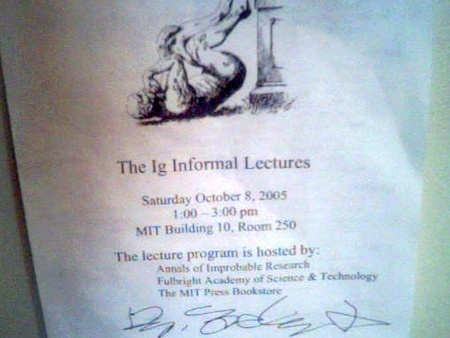 The Ig Informal Lectures
Saturday October 8, 2005
1:00 – 3:00 pm
MIT Building 10, Room 250
The lecture program is hosted by:
Annals of Improbable Research
Fulbright Academy of Science & Technology
The MIT Press Bookstore